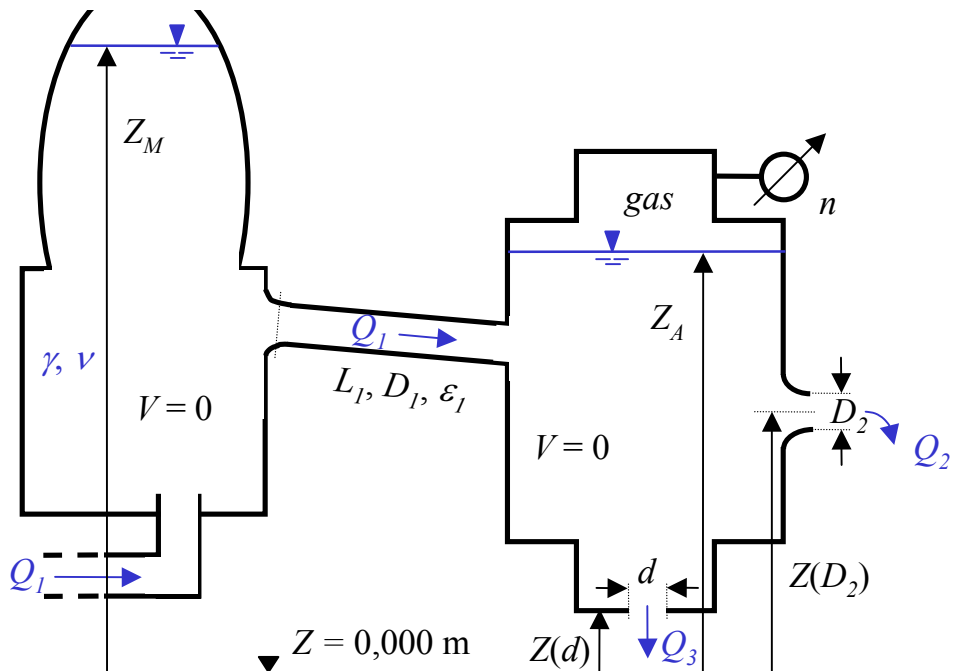 Z_M
gas
n
Z_A
Q_1
γ, ν
L_1, D_1, ε_1
V = 0
V = 0
D_2
Q_2
Q_1
d
Z(D_2)
Z = 0,000 m
Z(d)
Q_3